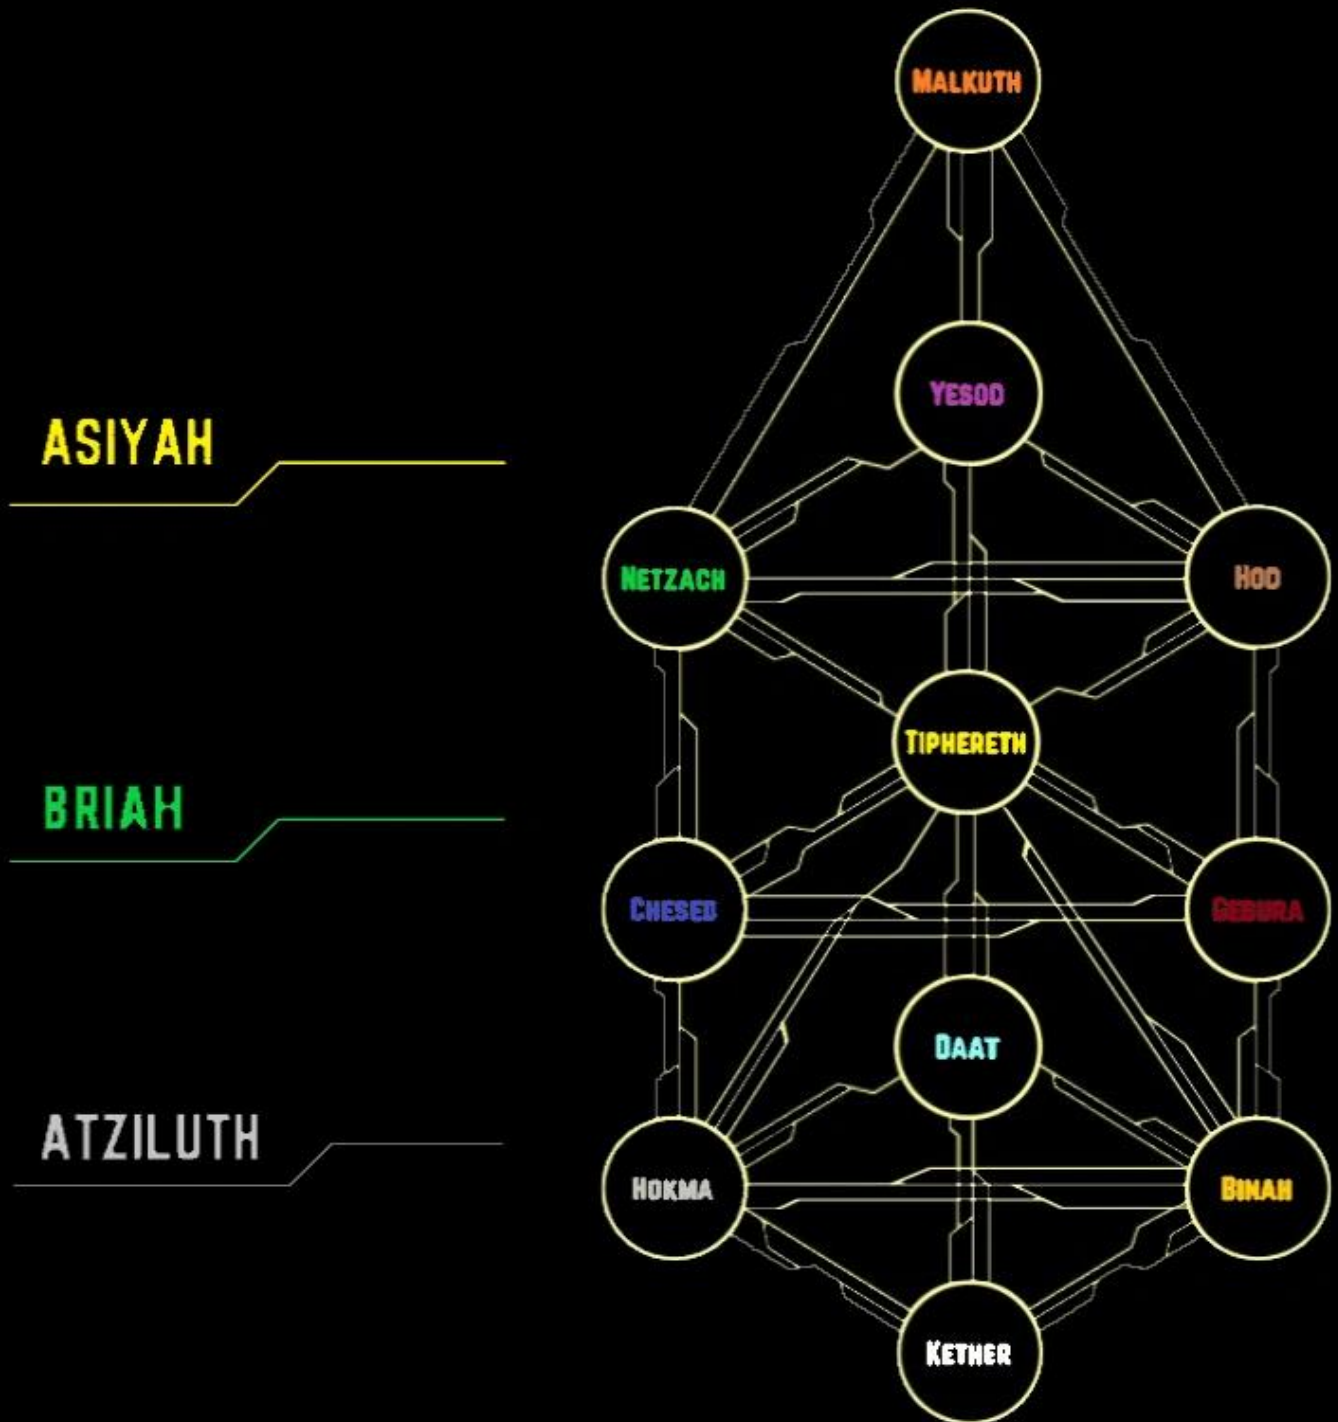 MALKUTH
YESOD
ASIYAH
NETZACH
HOD
TIPHERETH
BRIAH
CHESED
GEBURA
DAAT
ATZILUTH
HOKMA
BINAH
KETHER